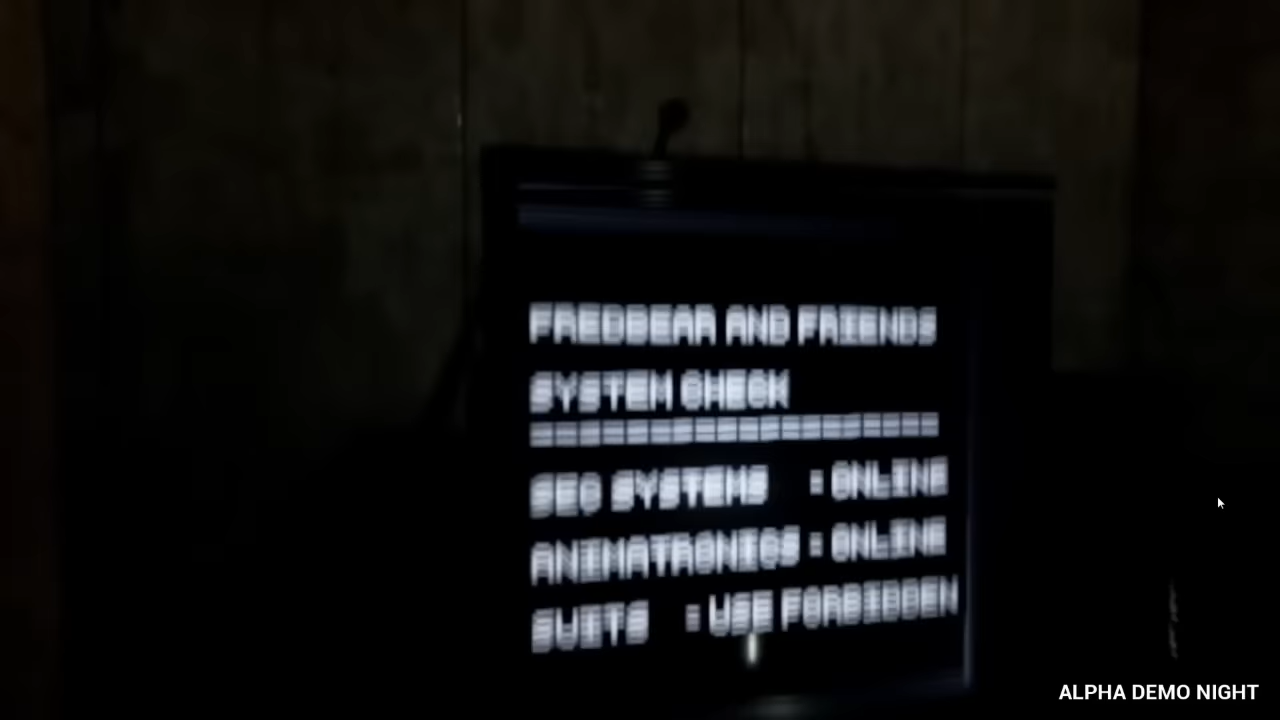 FREDBEAR AND FRIENDS
SYSTEM CHECK
==================
SEC SYSTEMS : ONLINE
ANIMATRONICS : ONLINE
SUITS : USE FORBIDDEN
ALPHA DEMO NIGHT